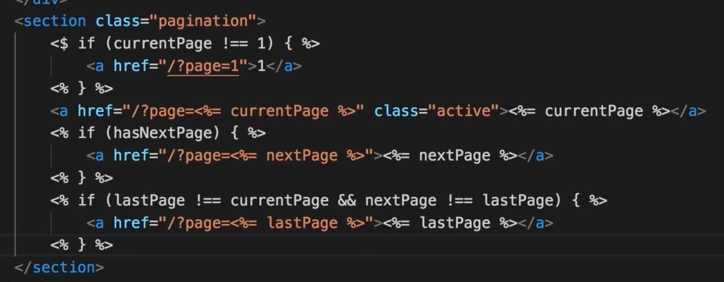 </div>
<section class="pagination">
<$ if (currentPage !== 1) { %>
<a href="/?page=1">1</a>
<% } %>
<a href="/?page=<%= currentPage %>" class="active"><%= currentPage %></a>
<% if (hasNextPage) { %>
<a href="/?page=<%= nextPage %>"><%= nextPage %></a>
<% } %>
<% if (lastPage !== currentPage && nextPage !== lastPage) { %>
<a href="/?page=<%= lastPage %>"><%= lastPage %></a>
<% } %>
</section>